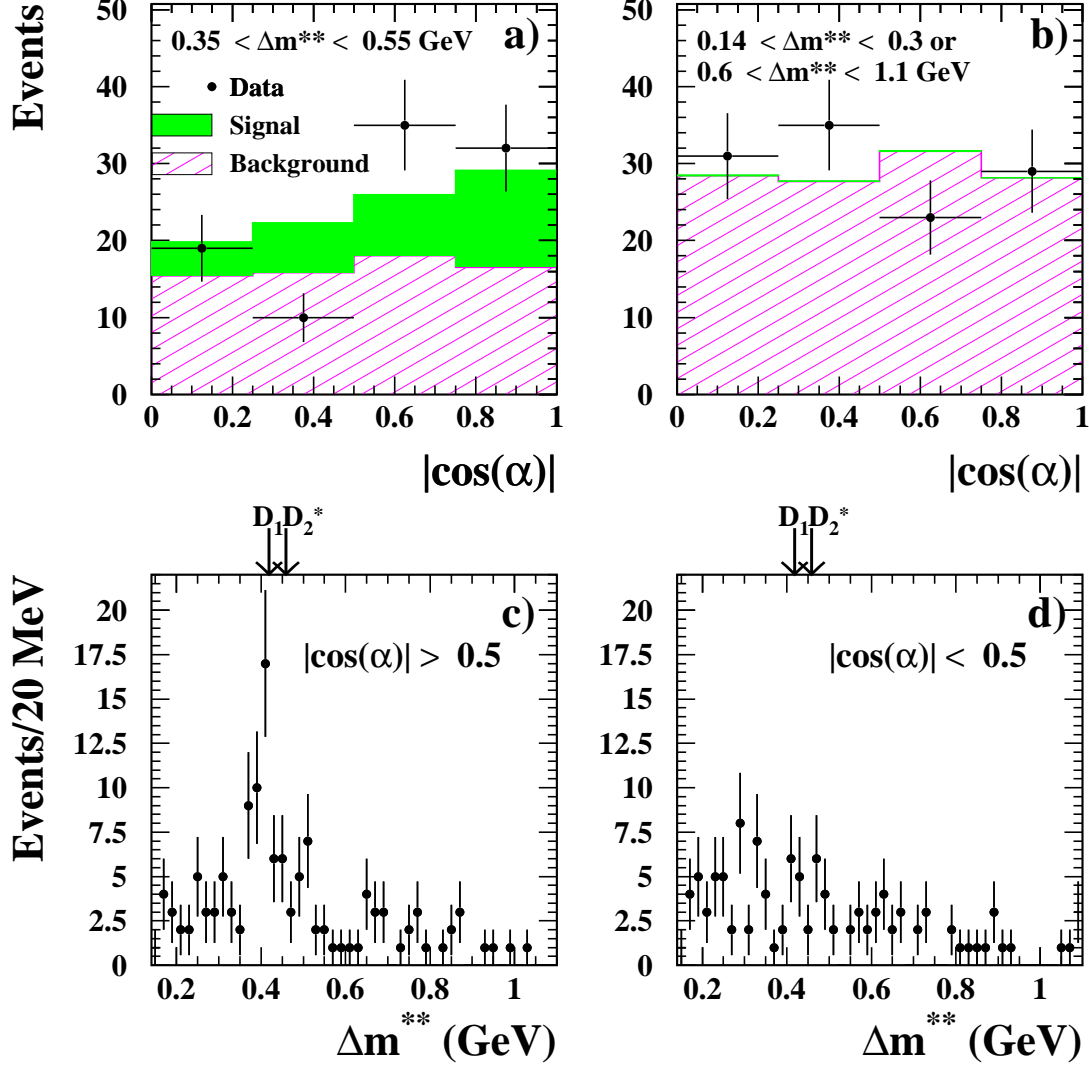 Events
50
40
30
20
10
0
0.35 < Δm** < 0.55 GeV
a)
Data
Signal
Background
0 0.2 0.4 0.6 0.8 1
|cos(α)|
50
40
30
20
10
0
0.14 < Δm** < 0.3 or
0.6 < Δm** < 1.1 GeV
b)
0 0.2 0.4 0.6 0.8 1
|cos(α)|
D₁D₂*
Events/20 MeV
20
17.5
15
12.5
10
7.5
5
2.5
0
c)
|cos(α)| > 0.5
0.2 0.4 0.6 0.8 1
Δm** (GeV)
D₁D₂*
20
17.5
15
12.5
10
7.5
5
2.5
0
d)
|cos(α)| < 0.5
0.2 0.4 0.6 0.8 1
Δm** (GeV)